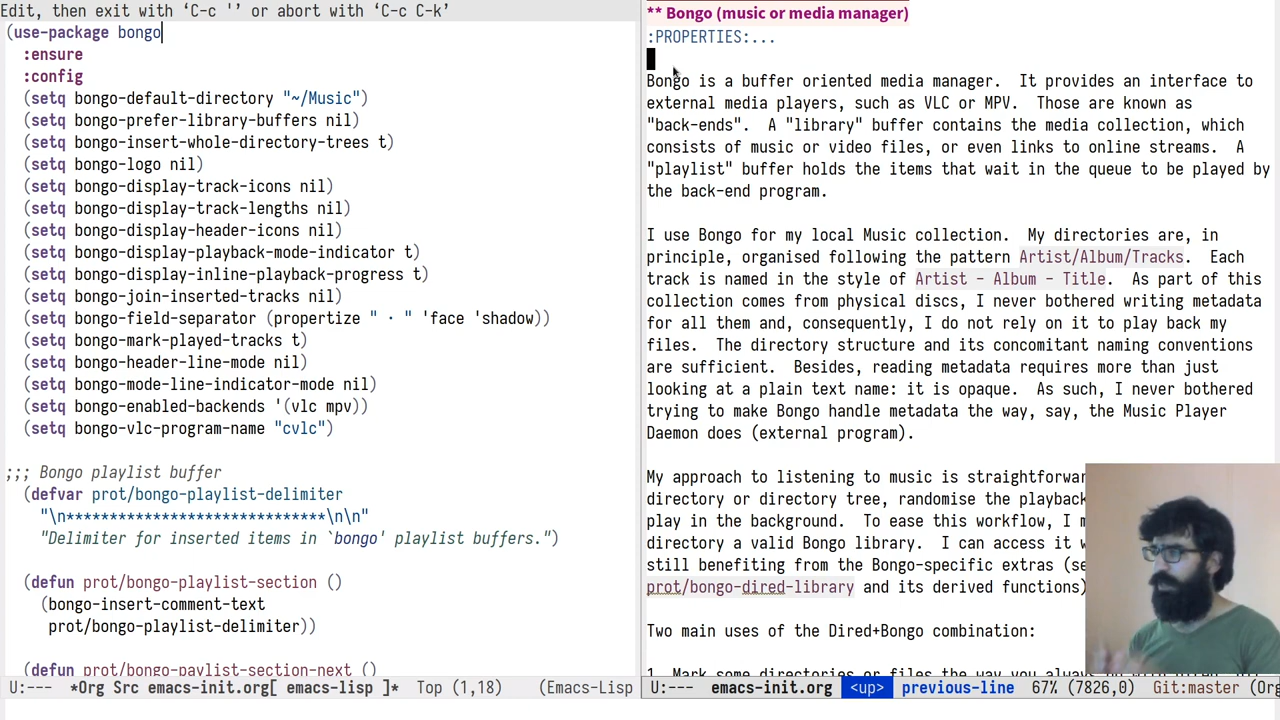 Edit, then exit with ‘C-c '’ or abort with ‘C-c C-k’
(use-package bongo
:ensure
:config
(setq bongo-default-directory "~/Music")
(setq bongo-prefer-library-buffers nil)
(setq bongo-insert-whole-directory-trees t)
(setq bongo-logo nil)
(setq bongo-display-track-icons nil)
(setq bongo-display-track-lengths nil)
(setq bongo-display-header-icons nil)
(setq bongo-display-playback-mode-indicator t)
(setq bongo-display-inline-playback-progress t)
(setq bongo-join-inserted-tracks nil)
(setq bongo-field-separator (propertize " · " 'face 'shadow))
(setq bongo-mark-played-tracks t)
(setq bongo-header-line-mode nil)
(setq bongo-mode-line-indicator-mode nil)
(setq bongo-enabled-backends '(vlc mpv))
(setq bongo-vlc-program-name "cvlc")
;;; Bongo playlist buffer
(defvar prot/bongo-playlist-delimiter
"\n******************************\n\n"
"Delimiter for inserted items in `bongo' playlist buffers.")
(defun prot/bongo-playlist-section ()
(bongo-insert-comment-text
prot/bongo-playlist-delimiter))
(defun prot/bongo-paylist-section-next ()
U:--- *Org Src emacs-init.org[ emacs-lisp ]* Top (1,18) (Emacs-Lisp
** Bongo (music or media manager)
:PROPERTIES:...
Bongo is a buffer oriented media manager. It provides an interface to
external media players, such as VLC or MPV. Those are known as
"back-ends". A "library" buffer contains the media collection, which
consists of music or video files, or even links to online streams. A
"playlist" buffer holds the items that wait in the queue to be played by
the back-end program.
I use Bongo for my local Music collection. My directories are, in
principle, organised following the pattern Artist/Album/Tracks. Each
track is named in the style of Artist - Album - Title. As part of this
collection comes from physical discs, I never bothered writing metadata
for all them and, consequently, I do not rely on it to play back my
files. The directory structure and its concomitant naming conventions
are sufficient. Besides, reading metadata requires more than just
looking at a plain text name: it is opaque. As such, I never bothered
trying to make Bongo handle metadata the way, say, the Music Player
Daemon does (external program).
My approach to listening to music is
directory or directory tree, randomise the playback
play in the background. To ease this workflow, I
directory a valid Bongo library. I can access it
still benefiting from the Bongo-specific extras
prot/bongo-dired-library and its derived functions)
Two main uses of the Dired+Bongo combination:
1. Mark some directories or files the way you
U:--- emacs-init.org <up> previous-line 67% (7826,0) Git:master